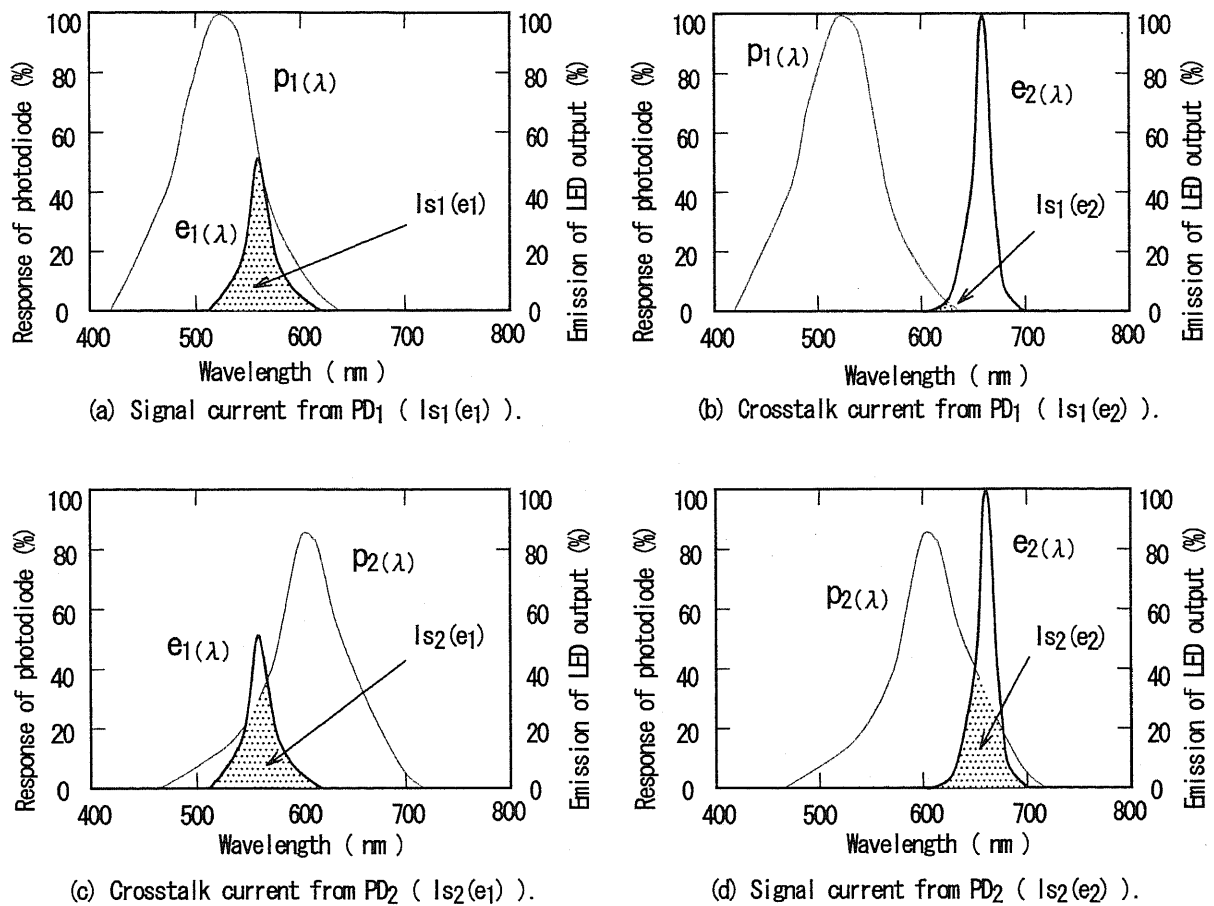 Response of photodiode (%)
100
80
60
40
20
0
p1(λ)
e1(λ)
Is1(e1)
100
80
60
40
20
0
Emission of LED output (%)
400 500 600 700 800
Wavelength ( nm )
(a) Signal current from PD1 ( Is1(e1) ).
Response of photodiode (%)
100
80
60
40
20
0
p1(λ)
e2(λ)
Is1(e2)
100
80
60
40
20
0
Emission of LED output (%)
400 500 600 700 800
Wavelength ( nm )
(b) Crosstalk current from PD1 ( Is1(e2) ).
Response of photodiode (%)
100
80
60
40
20
0
p2(λ)
e1(λ)
Is2(e1)
100
80
60
40
20
0
Emission of LED output (%)
400 500 600 700 800
Wavelength ( nm )
(c) Crosstalk current from PD2 ( Is2(e1) ).
Response of photodiode (%)
100
80
60
40
20
0
e2(λ)
p2(λ)
Is2(e2)
100
80
60
40
20
0
Emission of LED output (%)
400 500 600 700 800
Wavelength ( nm )
(d) Signal current from PD2 ( Is2(e2) ).